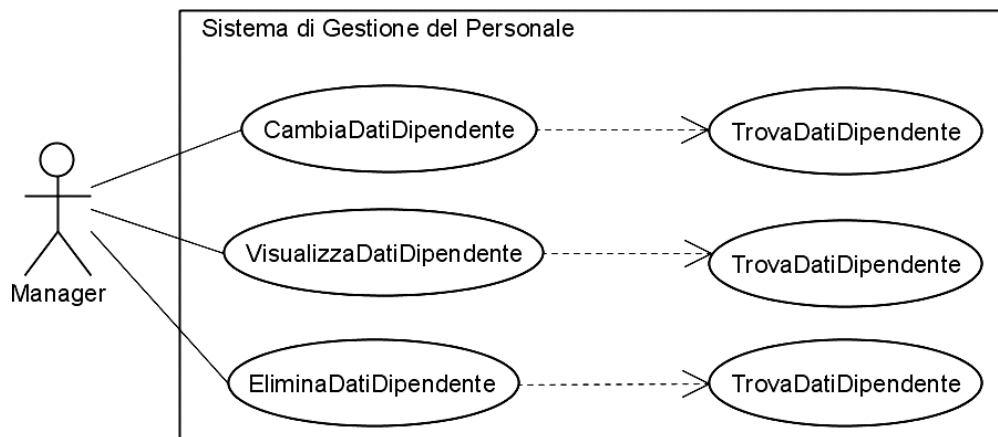 Sistema di Gestione del Personale
CambiaDatiDipendente
TrovaDatiDipendente
VisualizzaDatiDipendente
TrovaDatiDipendente
Manager
EliminaDatiDipendente
TrovaDatiDipendente